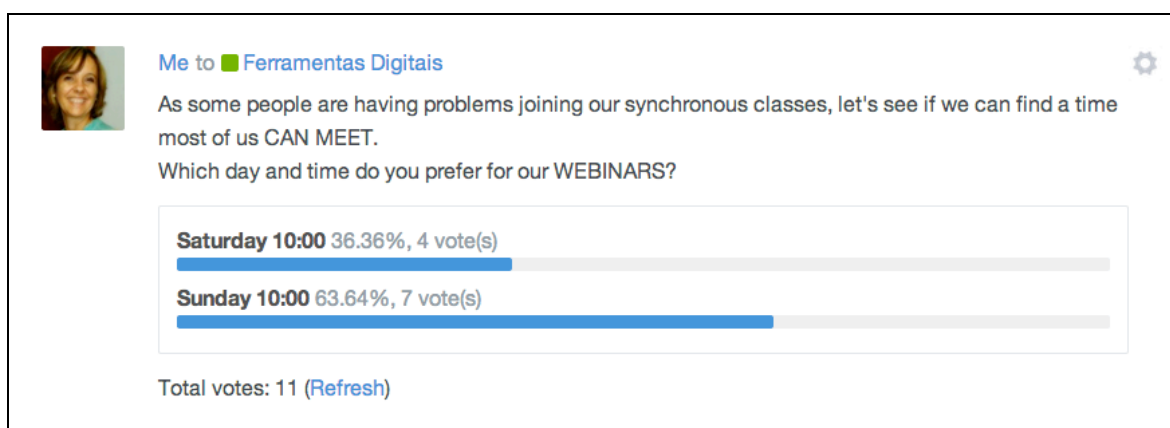 Me to Ferramentas Digitais
As some people are having problems joining our synchronous classes, let's see if we can find a time
most of us CAN MEET.
Which day and time do you prefer for our WEBINARS?
Saturday 10:00 36.36%, 4 vote(s)
Sunday 10:00 63.64%, 7 vote(s)
Total votes: 11 (Refresh)